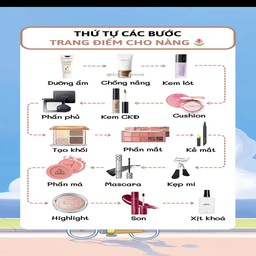 THỨ TỰ CÁC BƯỚC
TRANG ĐIỂM CHO NÀNG
Dưỡng ẩm
Chống nắng
Kem lót
Phấn phủ
Kem CKĐ
Cushion
Tạo khối
Phấn mắt
Kẻ mắt
Phấn má
Mascara
Kẹp mi
Highlight
Son
Xịt khoá